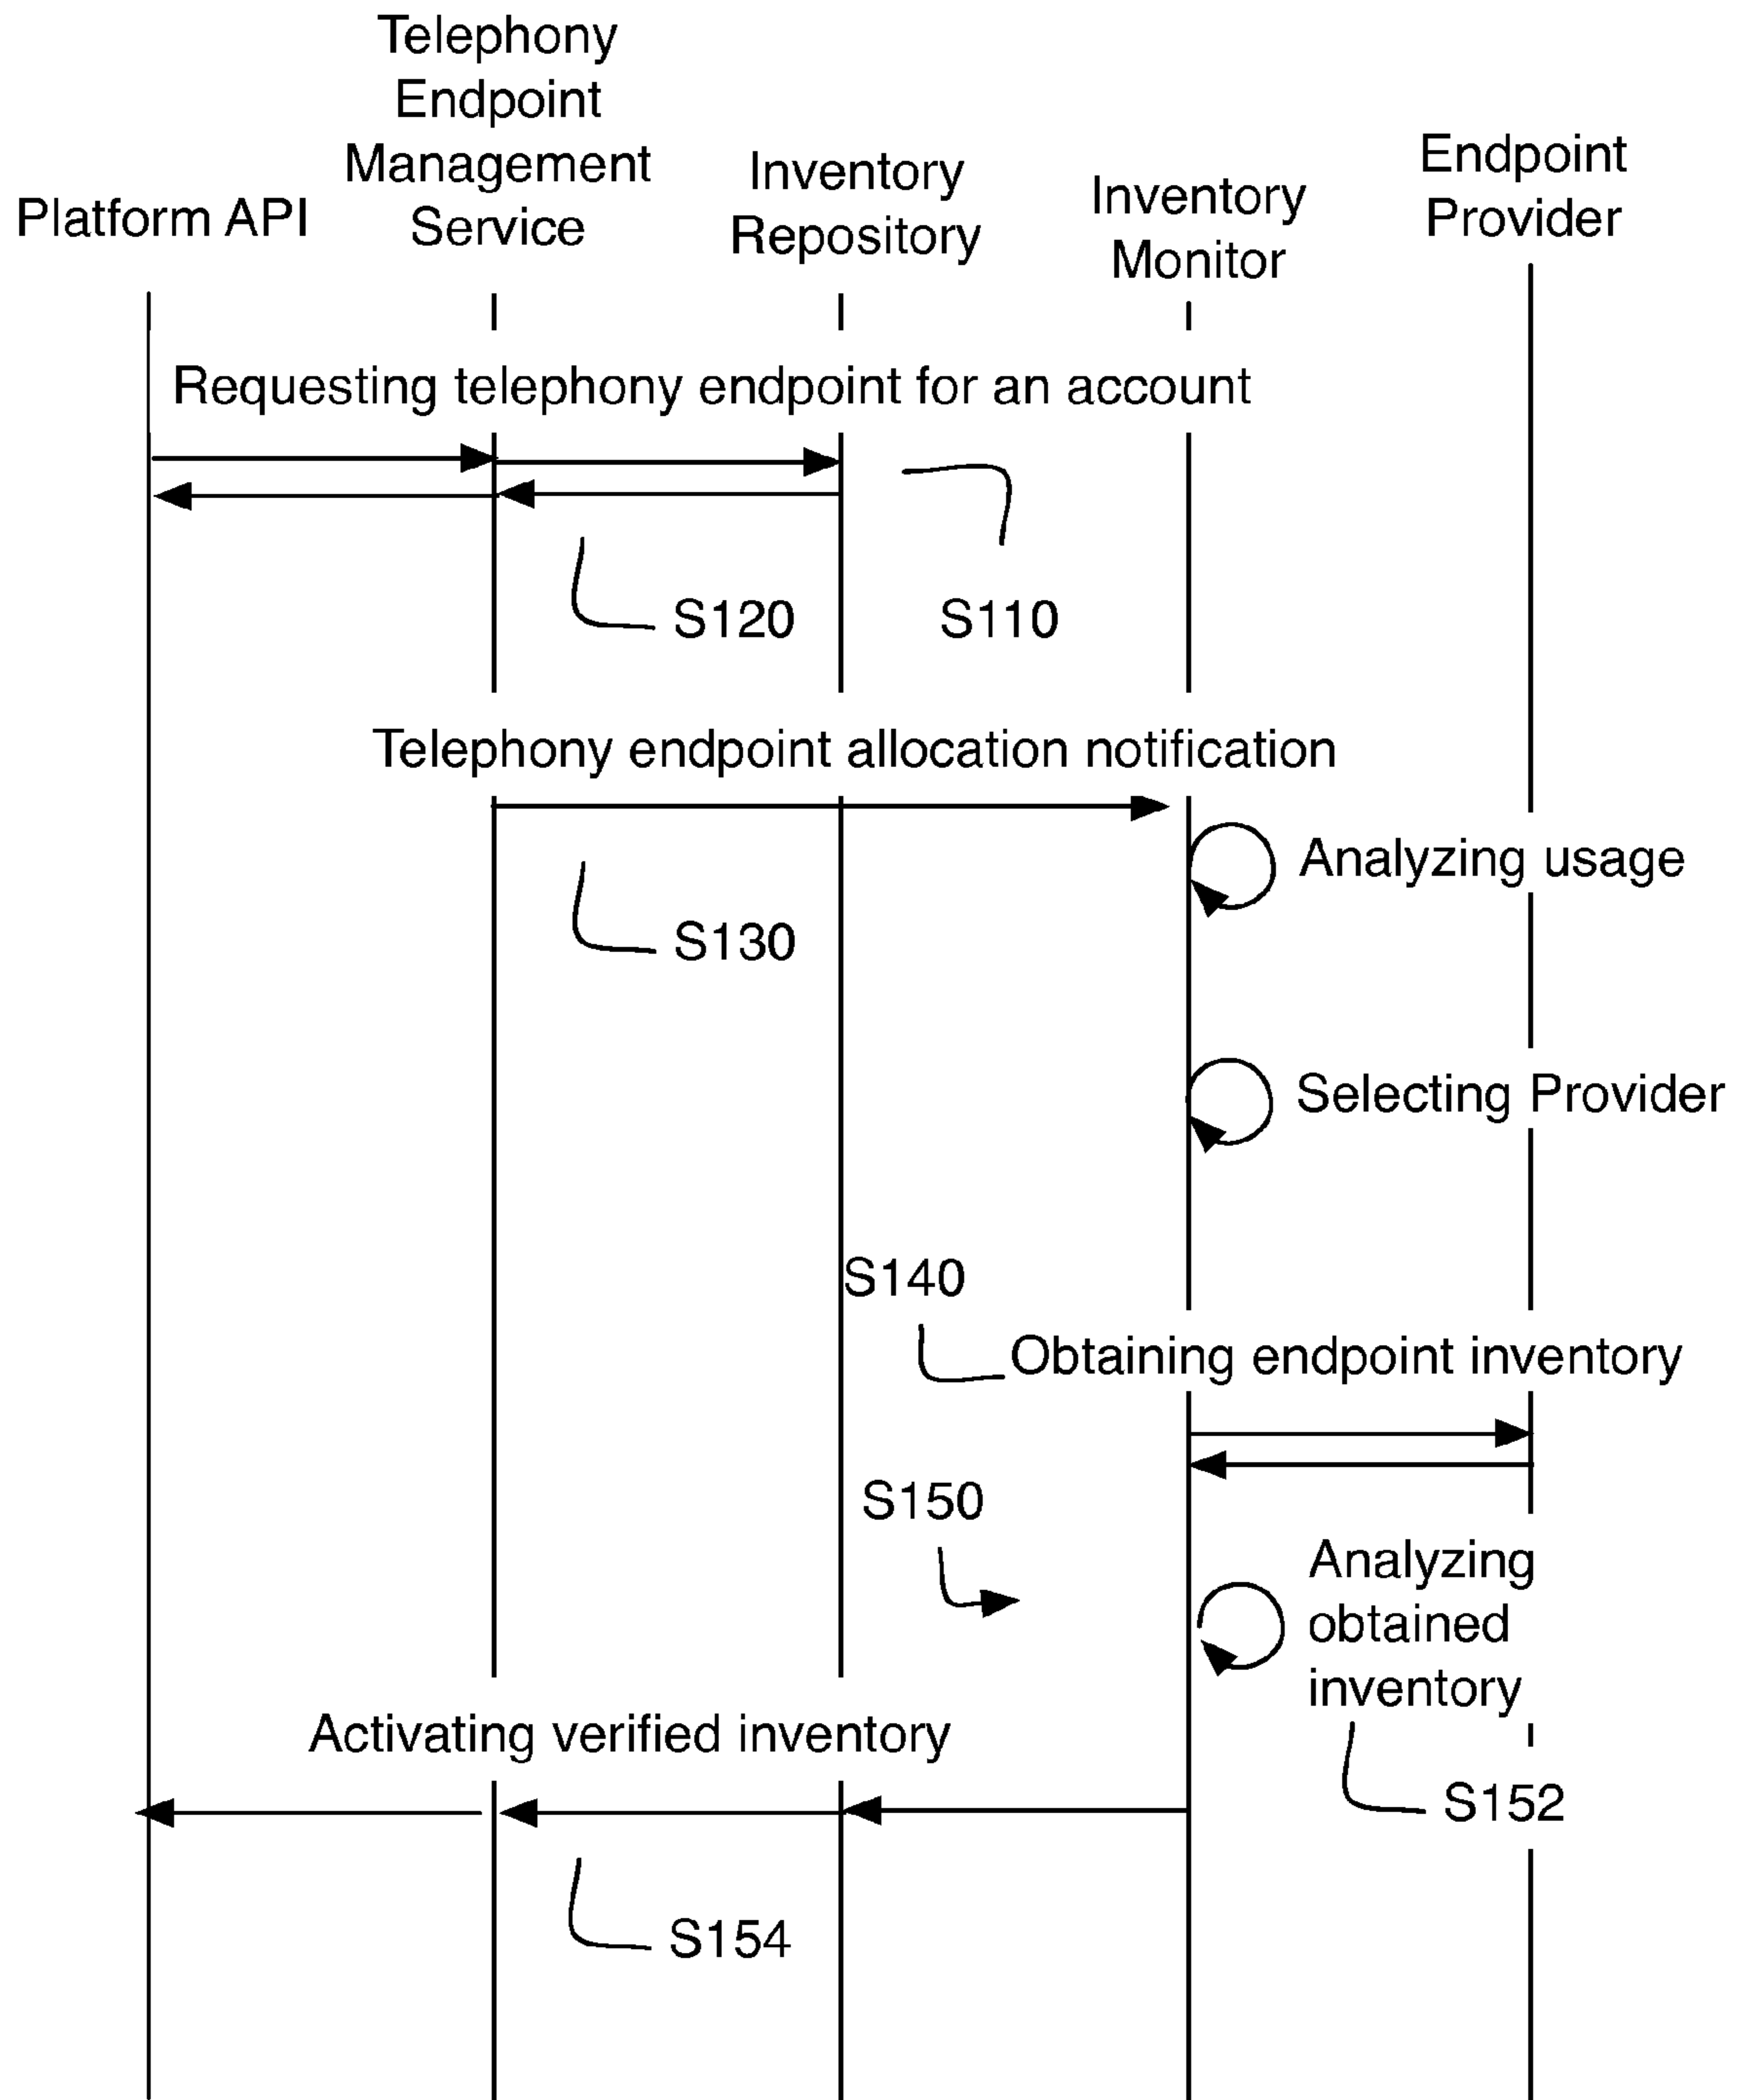 Platform API
Telephony
Endpoint
Management
Service
Inventory
Repository
Inventory
Monitor
Endpoint
Provider
Requesting telephony endpoint for an account
S120
S110
Telephony endpoint allocation notification
Analyzing usage
S130
Selecting Provider
S140
Obtaining endpoint inventory
S150
Analyzing
obtained
inventory
Activating verified inventory
S152
S154